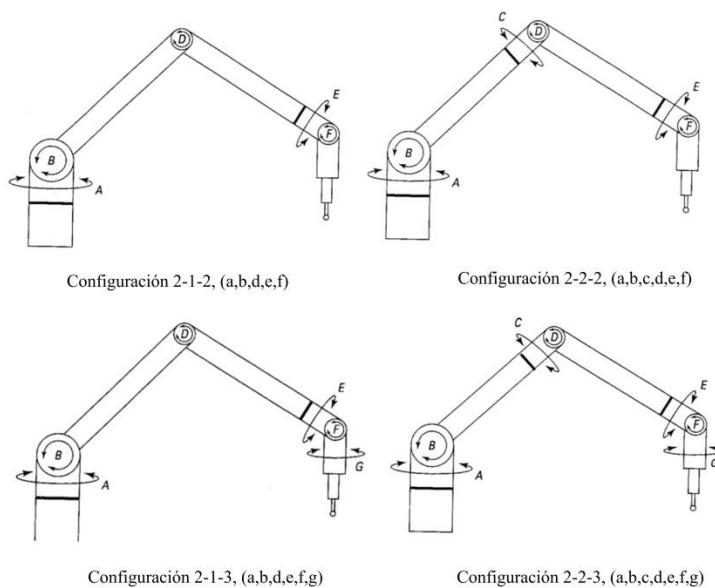 D
E
F
B
A
Configuración 2-1-2, (a,b,d,e,f)
C
D
E
F
B
A
Configuración 2-2-2, (a,b,c,d,e,f)
D
E
F
B
G
A
Configuración 2-1-3, (a,b,d,e,f,g)
C
D
E
F
B
G
A
Configuración 2-2-3, (a,b,c,d,e,f,g)